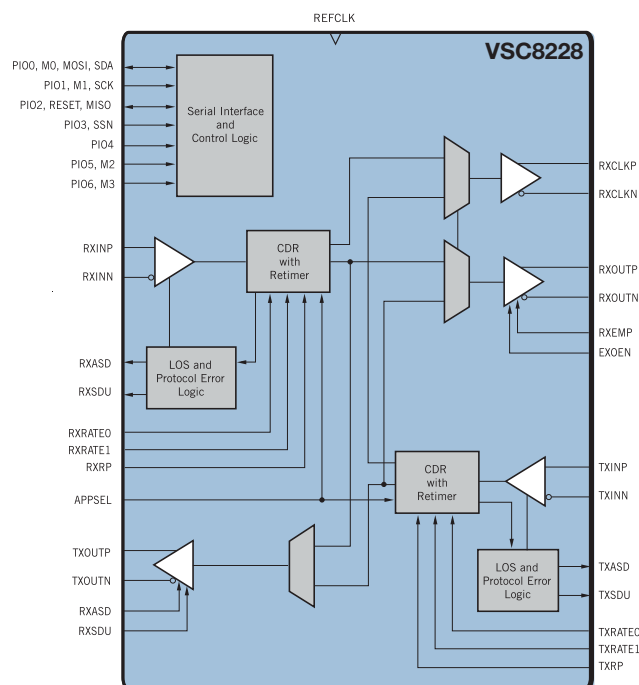 REFCLK
VSC8228
PIO0, M0, MOSI, SDA
PIO1, M1, SCK
PIO2, RESET, MISO
PIO3, SSN
PIO4
PIO5, M2
PIO6, M3
Serial Interface
and
Control Logic
RXCLKP
RXCLKN
RXINP
RXINN
CDR
with
Retimer
RXOUTP
RXOUTN
RXEMP
EXOEN
RXASD
RXSDU
LOS and
Protocol Error
Logic
RXRATE0
RXRATE1
RXRP
APPSEL
CDR
with
Retimer
TXINP
TXINN
TXOUTP
TXOUTN
RXASD
RXSDU
LOS and
Protocol Error
Logic
TXASD
TXSDU
TXRATE0
TXRATE1
TXRP